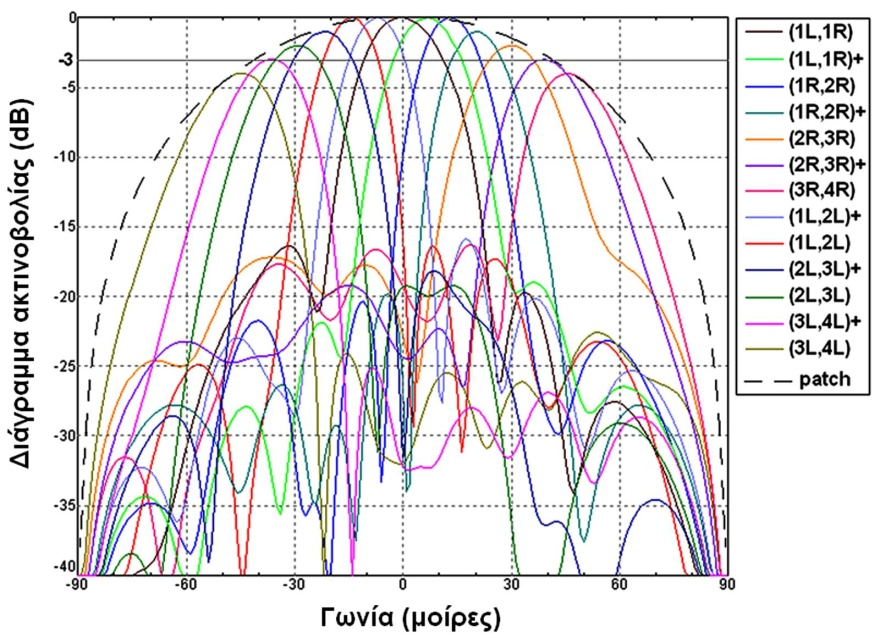 0
-3
-5
-10
-15
-20
-25
-30
-35
-40
-90
-60
-30
0
30
60
90
Διάγραμμα ακτινοβολίας (dB)
Γωνία (μοίρες)
(1L,1R)
(1L,1R)+
(1R,2R)
(1R,2R)+
(2R,3R)
(2R,3R)+
(3R,4R)
(1L,2L)+
(1L,2L)
(2L,3L)+
(2L,3L)
(3L,4L)+
(3L,4L)
patch